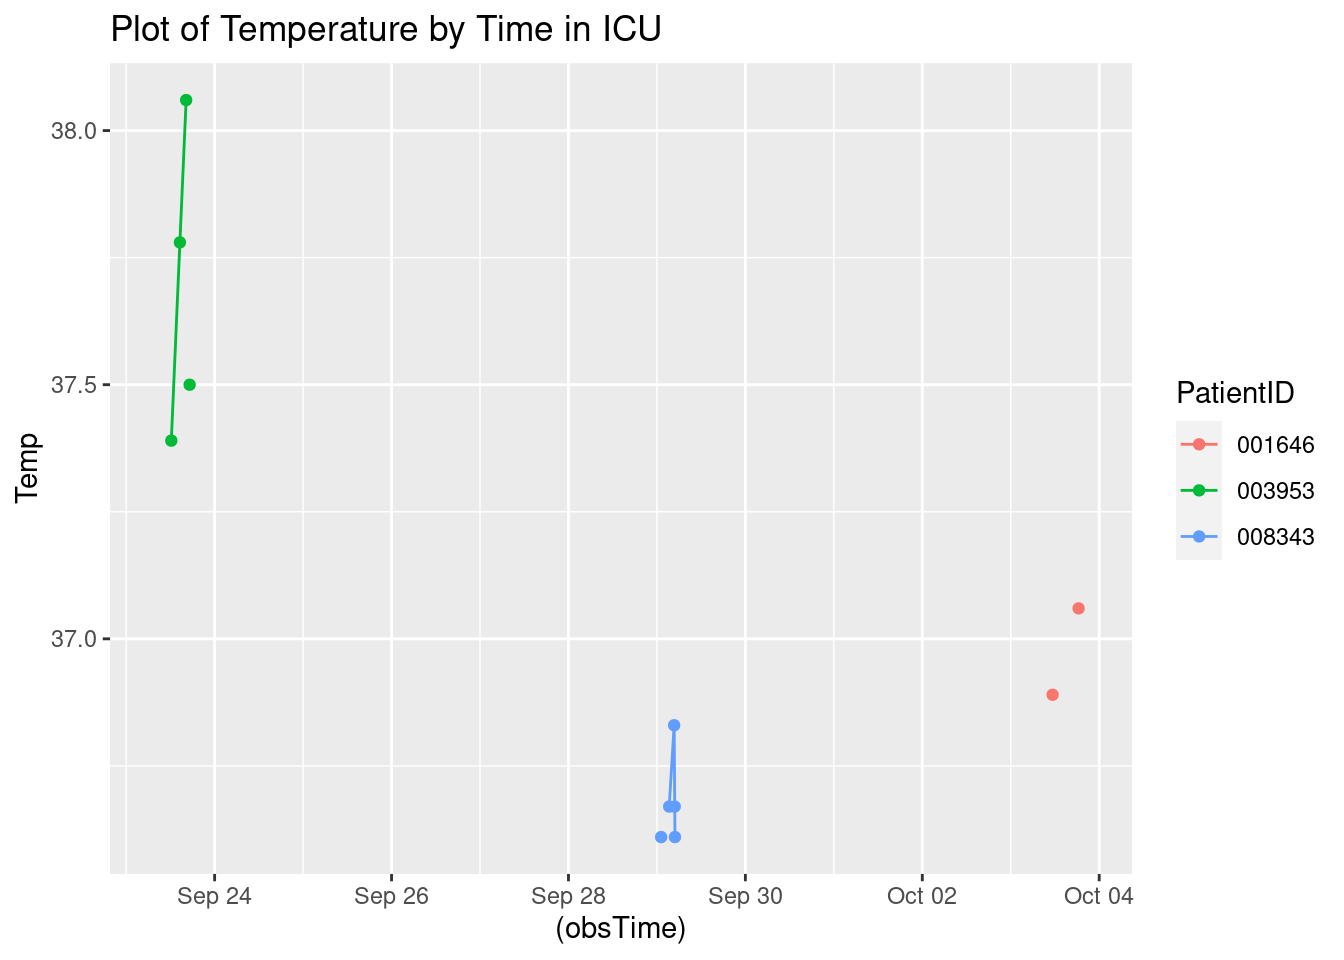 Plot of Temperature by Time in ICU
38.0
37.5
37.0
Temp
Sep 24
Sep 26
Sep 28
Sep 30
Oct 02
Oct 04
(obsTime)
PatientID
001646
003953
008343